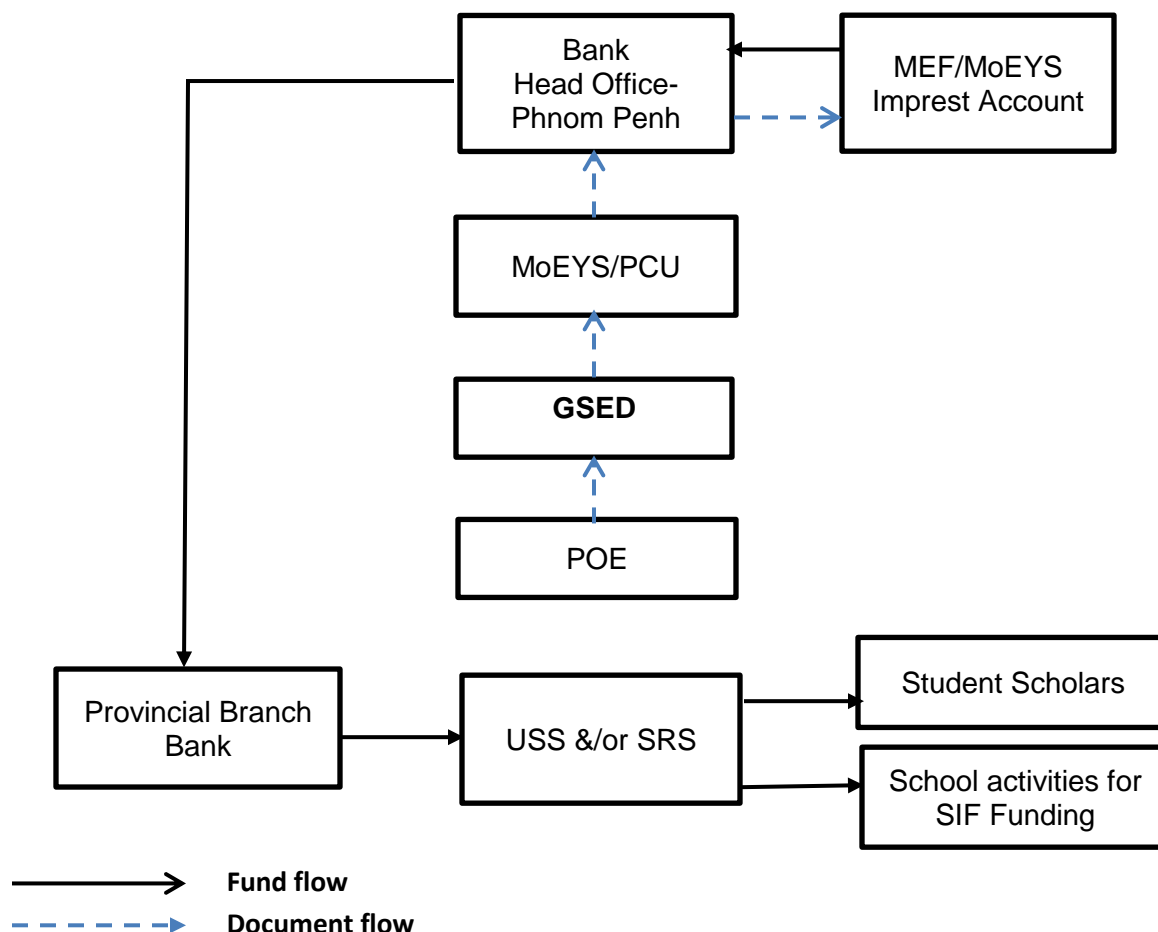 Bank
Head Office-
Phnom Penh
MEF/MoEYS
Imprest Account
MoEYS/PCU
GSED
POE
Provincial Branch
Bank
USS &/or SRS
Student Scholars
School activities for
SIF Funding
Fund flow
Document flow